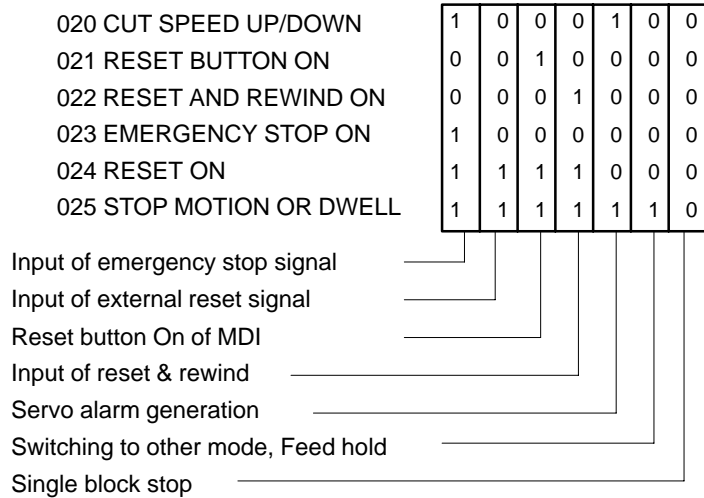 020 CUT SPEED UP/DOWN 1 0 0 0 1 0 0
021 RESET BUTTON ON 0 0 1 0 0 0 0
022 RESET AND REWIND ON 0 0 0 1 0 0 0
023 EMERGENCY STOP ON 1 0 0 0 0 0 0
024 RESET ON 1 1 1 1 0 0 0
025 STOP MOTION OR DWELL 1 1 1 1 1 1 0
Input of emergency stop signal
Input of external reset signal
Reset button On of MDI
Input of reset & rewind
Servo alarm generation
Switching to other mode, Feed hold
Single block stop